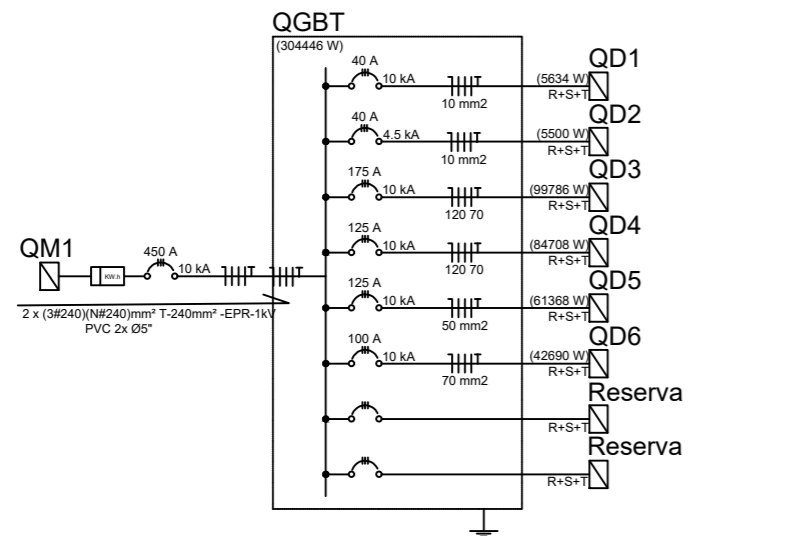 QGBT
(304446 W)
40 A
10 kA
10 mm2
(5634 W)
R+S+T
QD1
40 A
4.5 kA
10 mm2
(5500 W)
R+S+T
QD2
175 A
10 kA
120 70
(99786 W)
R+S+T
QD3
125 A
10 kA
120 70
(84708 W)
R+S+T
QD4
QM1
KW.h
450 A
10 kA
2 x (3#240)(N#240)mm² T-240mm² -EPR-1kV
PVC 2x Ø5"
125 A
10 kA
50 mm2
(61368 W)
R+S+T
QD5
100 A
10 kA
70 mm2
(42690 W)
R+S+T
QD6
Reserva
R+S+T
Reserva
R+S+T